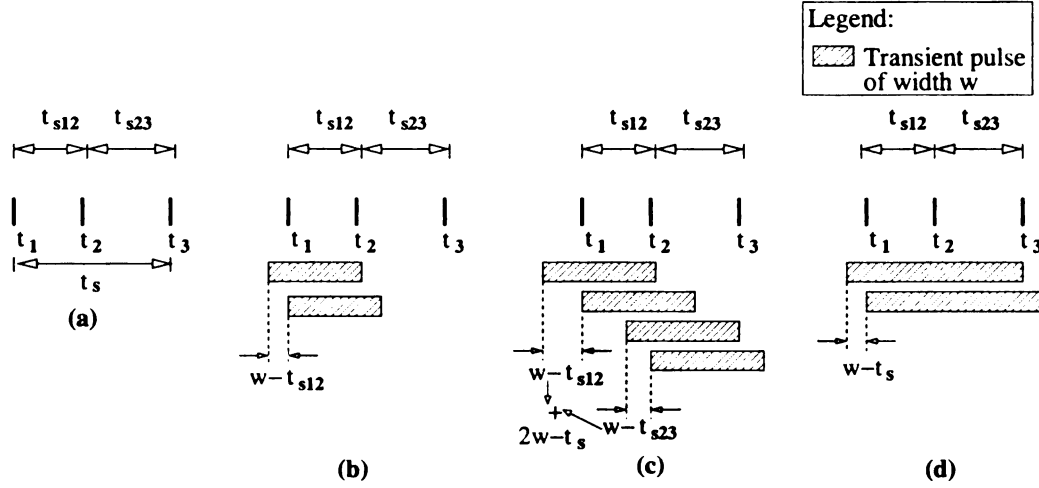 Legend:
Transient pulse
of width w
t s12 t s23
t 1 t 2 t 3
t s
(a)
t s12 t s23
t 1 t 2 t 3
w−t s12
(b)
t s12 t s23
t 1 t 2 t 3
w−t s12
+
2w−t s
w−t s23
(c)
t s12 t s23
t 1 t 2 t 3
w−t s
(d)